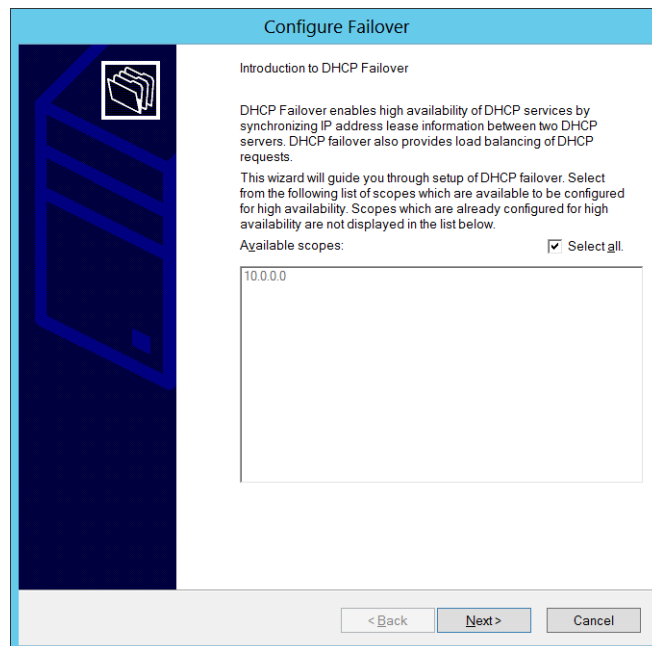 Configure Failover
Introduction to DHCP Failover
DHCP Failover enables high availability of DHCP services by
synchronizing IP address lease information between two DHCP
servers. DHCP failover also provides load balancing of DHCP
requests.
This wizard will guide you through setup of DHCP failover. Select
from the following list of scopes which are available to be configured
for high availability. Scopes which are already configured for high
availability are not displayed in the list below.
Available scopes: Select all.
10.0.0.0
< Back Next > Cancel